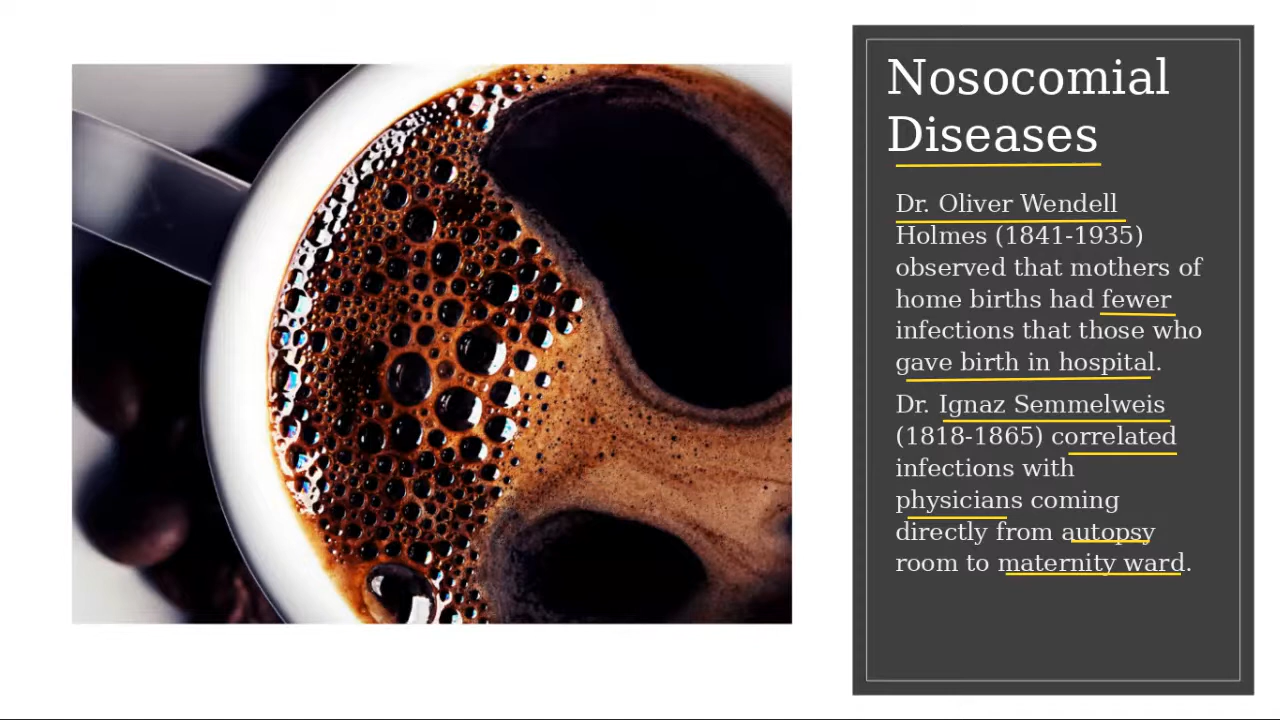 Nosocomial
Diseases
Dr. Oliver Wendell
Holmes (1841-1935)
observed that mothers of
home births had fewer
infections that those who
gave birth in hospital.
Dr. Ignaz Semmelweis
(1818-1865) correlated
infections with
physicians coming
directly from autopsy
room to maternity ward.